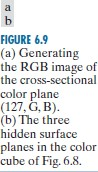 a
b
FIGURE 6.9
(a) Generating
the RGB image of
the cross-sectional
color plane
(127, G, B).
(b) The three
hidden surface
planes in the color
cube of Fig. 6.8.